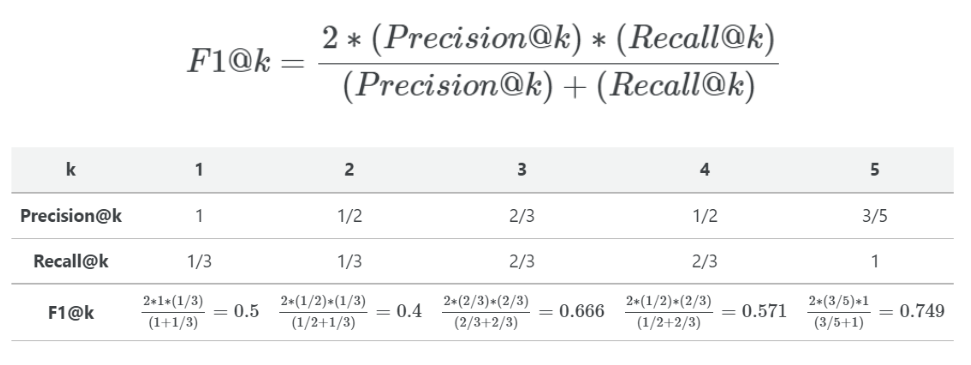 F1@k = 2 * (Precision@k) * (Recall@k) / (Precision@k) + (Recall@k)
k 1 2 3 4 5
Precision@k 1 1/2 2/3 1/2 3/5
Recall@k 1/3 1/3 2/3 2/3 1
F1@k 2*1*(1/3)/(1+1/3) = 0.5 2*(1/2)*(1/3)/(1/2+1/3) = 0.4 2*(2/3)*(2/3)/(2/3+2/3) = 0.666 2*(1/2)*(2/3)/(1/2+2/3) = 0.571 2*(3/5)*1/(3/5+1) = 0.749